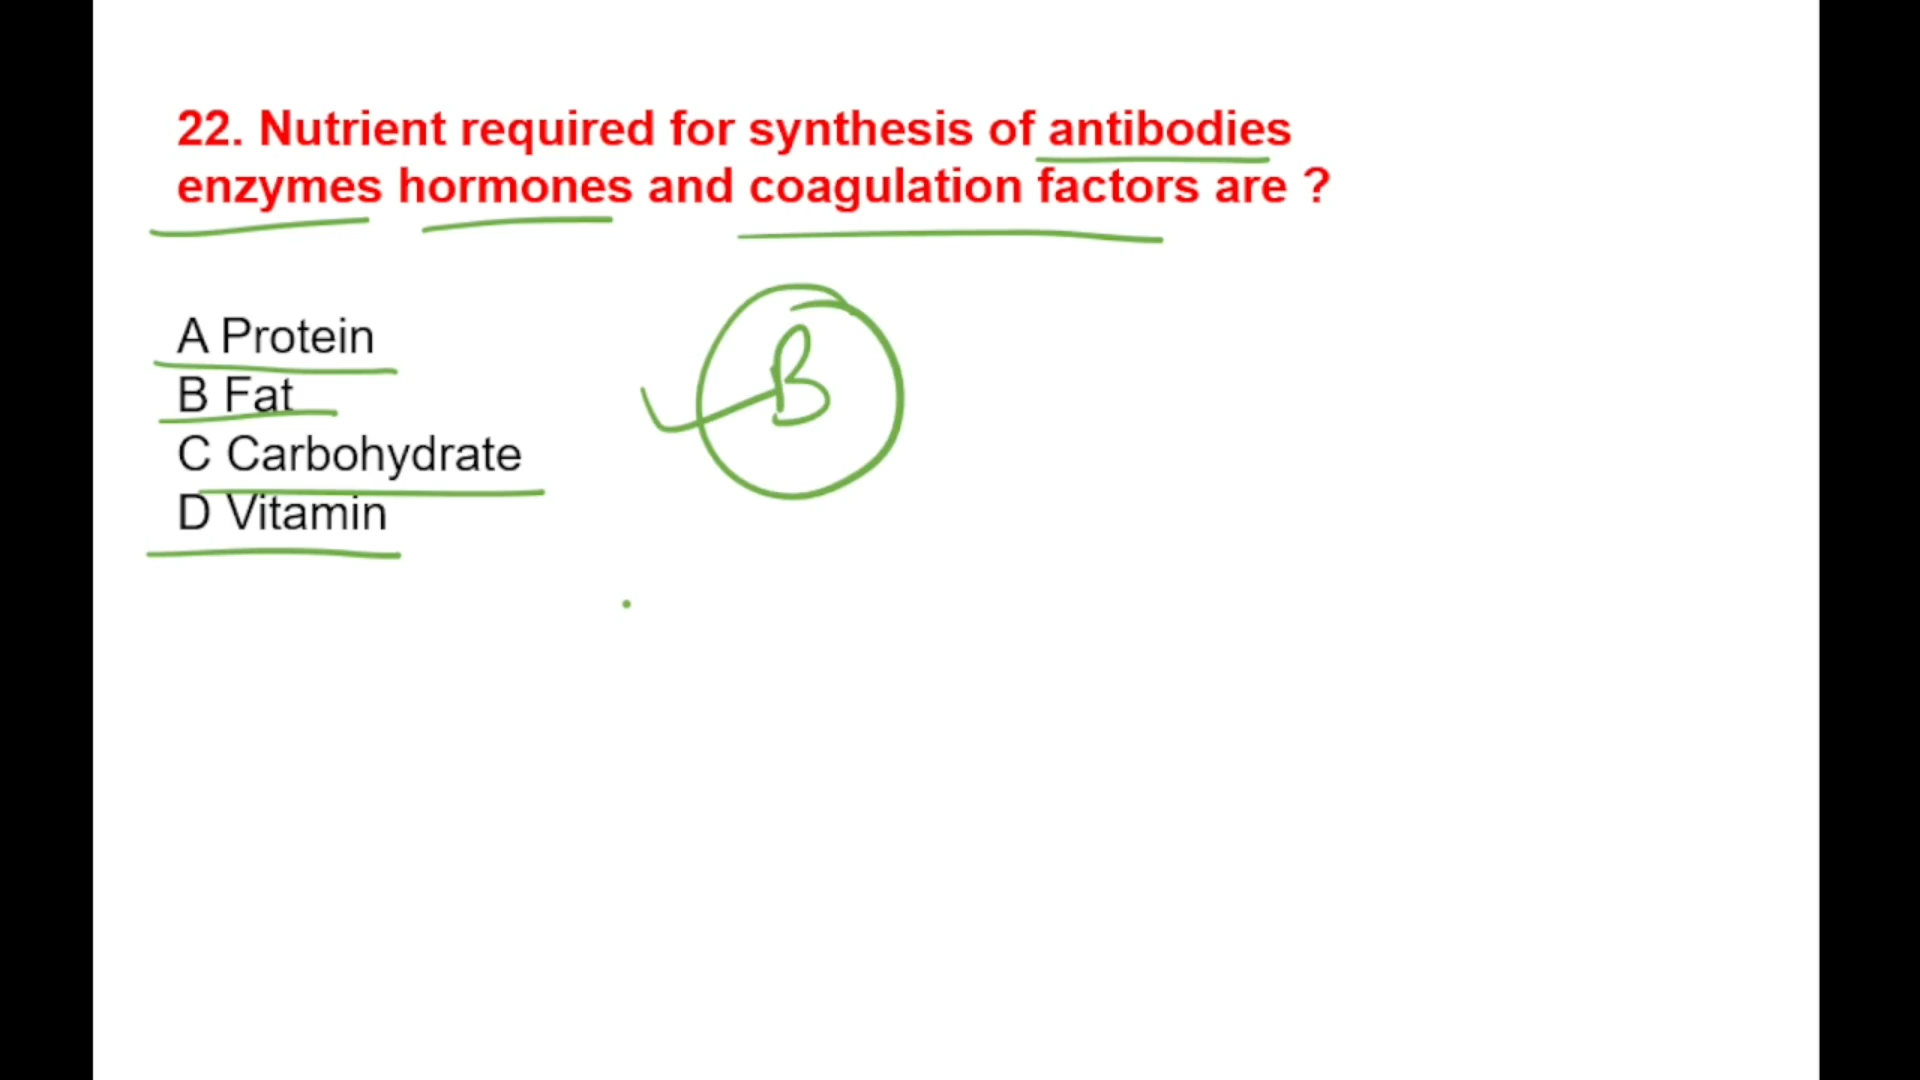 22. Nutrient required for synthesis of antibodies
enzymes hormones and coagulation factors are ?
A Protein
B Fat
B
C Carbohydrate
D Vitamin